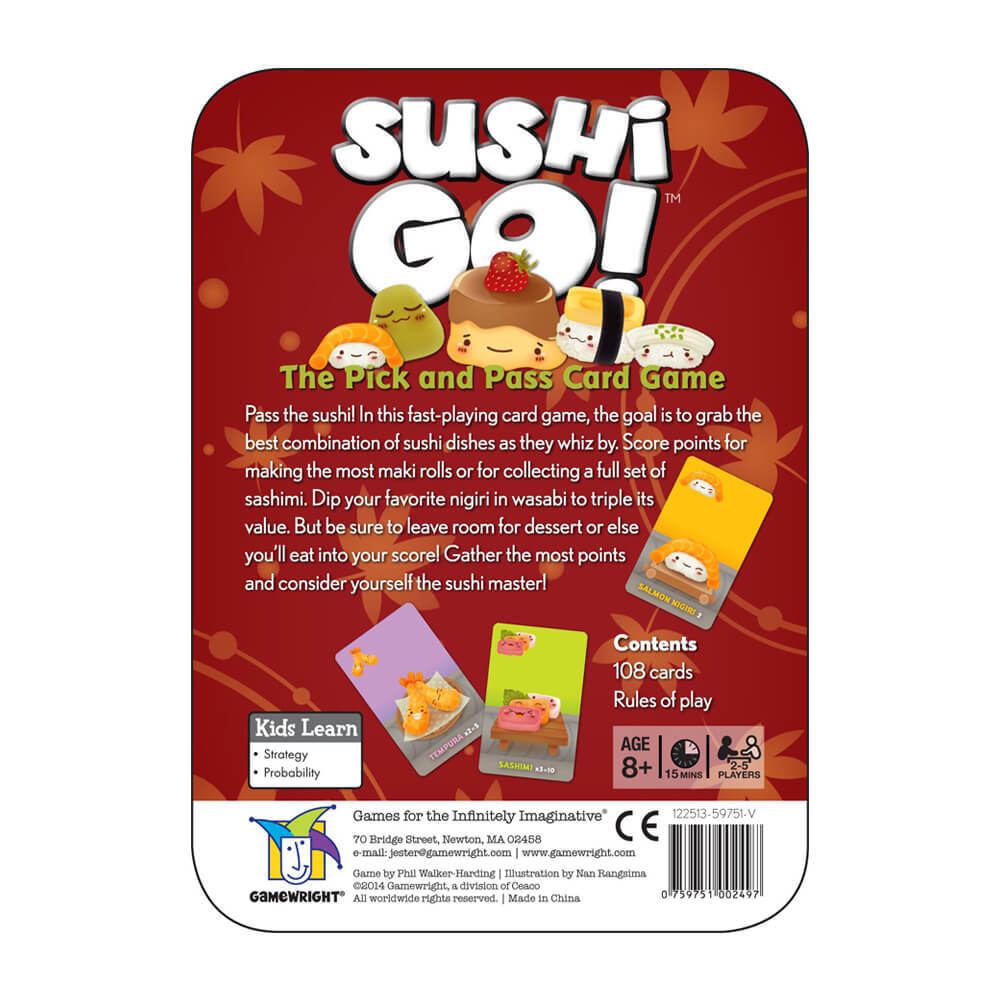 SUSHi
GO!™
The Pick and Pass Card Game
Pass the sushi! In this fast-playing card game, the goal is to grab the
best combination of sushi dishes as they whiz by. Score points for
making the most maki rolls or for collecting a full set of
sashimi. Dip your favorite nigiri in wasabi to triple its
value. But be sure to leave room for dessert or else
you'll eat into your score! Gather the most points
and consider yourself the sushi master!
SALMON NIGIRI 2
TEMPURA x2=5
SASHIMI x3=10
Contents
108 cards
Rules of play
Kids Learn
• Strategy
• Probability
AGE
8+
15 MINS
2-5
PLAYERS
GAMEWRIGHT®
Games for the Infinitely Imaginative®
70 Bridge Street, Newton, MA 02458
e-mail: jester@gamewright.com | www.gamewright.com
Game by Phil Walker-Harding | Illustration by Nan Rangsima
©2014 Gamewright, a division of Ceaco
All worldwide rights reserved. | Made in China
CE
122513-59751-V
0 759751 002497